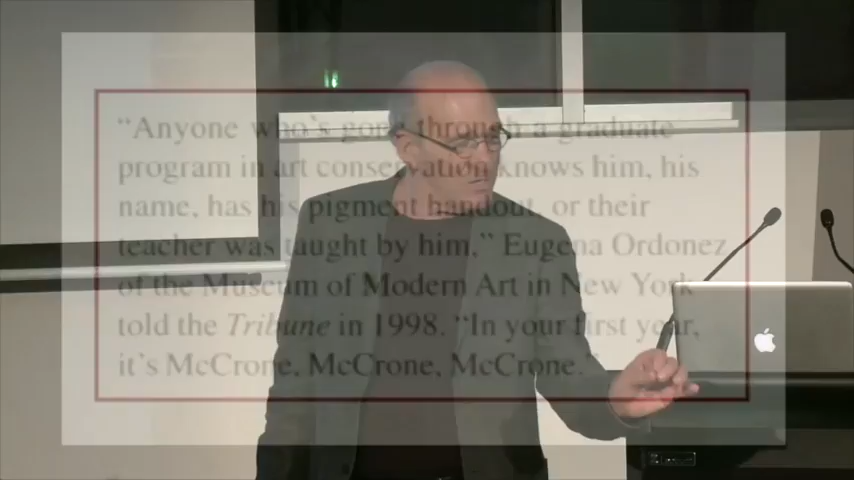 “Anyone who’s gone through a graduate
program in art conservation knows him, his
name, has his pigment handout, or their
teacher was taught by him,” Eugena Ordonez
of the Museum of Modern Art in New York
told the Tribune in 1998. “In your first year,
it’s McCrone, McCrone, McCrone.”